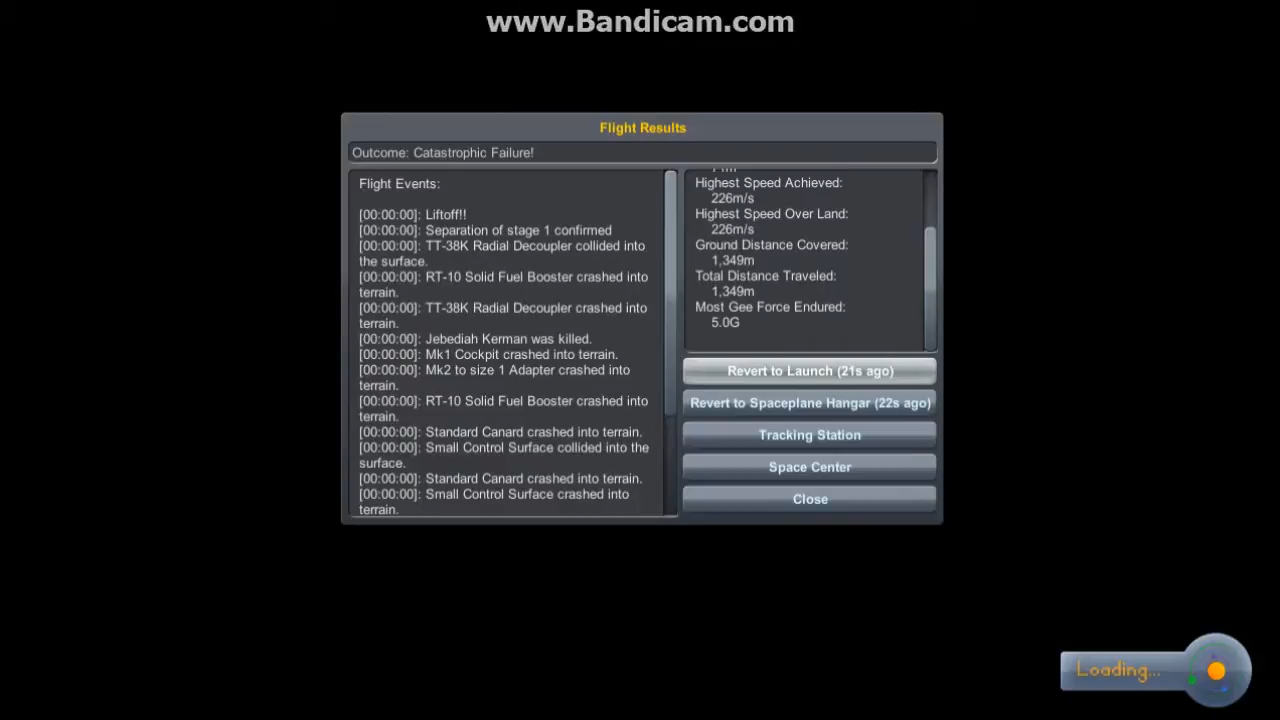 www.Bandicam.com
Flight Results
Outcome: Catastrophic Failure!
Flight Events:
[00:00:00]: Liftoff!!
[00:00:00]: Separation of stage 1 confirmed
[00:00:00]: TT-38K Radial Decoupler collided into
the surface.
[00:00:00]: RT-10 Solid Fuel Booster crashed into
terrain.
[00:00:00]: TT-38K Radial Decoupler crashed into
terrain.
[00:00:00]: Jebediah Kerman was killed.
[00:00:00]: Mk1 Cockpit crashed into terrain.
[00:00:00]: Mk2 to size 1 Adapter crashed into
terrain.
[00:00:00]: RT-10 Solid Fuel Booster crashed into
terrain.
[00:00:00]: Standard Canard crashed into terrain.
[00:00:00]: Small Control Surface collided into the
surface.
[00:00:00]: Standard Canard crashed into terrain.
[00:00:00]: Small Control Surface crashed into
terrain.
Highest Speed Achieved:
226m/s
Highest Speed Over Land:
226m/s
Ground Distance Covered:
1,349m
Total Distance Traveled:
1,349m
Most Gee Force Endured:
5.0G
Revert to Launch (21s ago)
Revert to Spaceplane Hangar (22s ago)
Tracking Station
Space Center
Close
Loading...